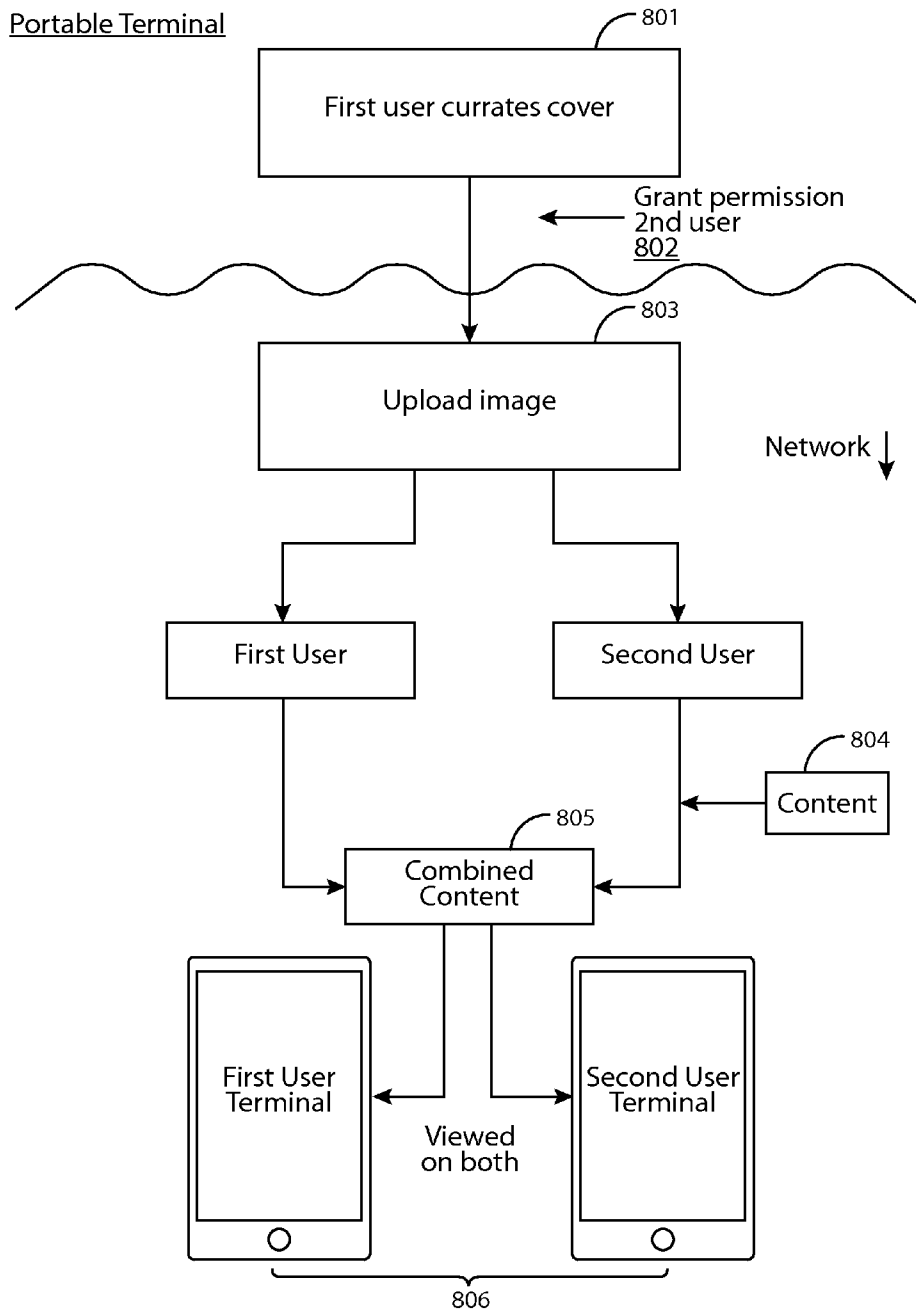 Portable Terminal
801
First user currates cover
Grant permission
2nd user
802
803
Upload image
Network
First User
Second User
804
Content
805
Combined
Content
First User
Terminal
Second User
Terminal
Viewed
on both
806